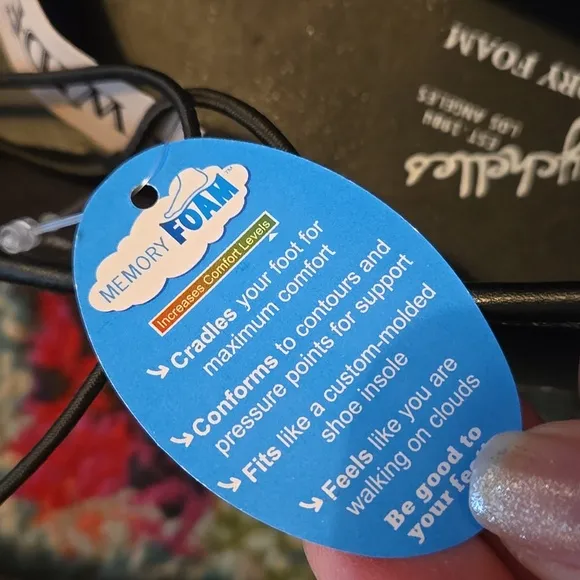 MEMORY
FOAM
Increases Comfort Levels
Cradles your foot for
maximum comfort
Conforms to contours and
pressure points for support
Fits like a custom-molded
shoe insole
Feels like you are
walking on clouds
Be good to
your
ORY FOAM
EST. 1984
LOS ANGELES